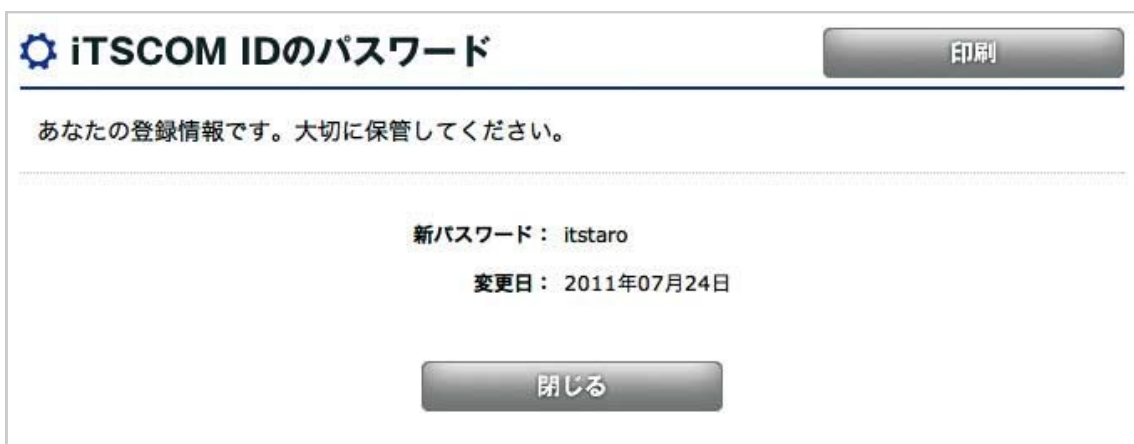 iTSCOM IDのパスワード
印刷
あなたの登録情報です。大切に保管してください。
新パスワード： itstaro
変更日： 2011年07月24日
閉じる